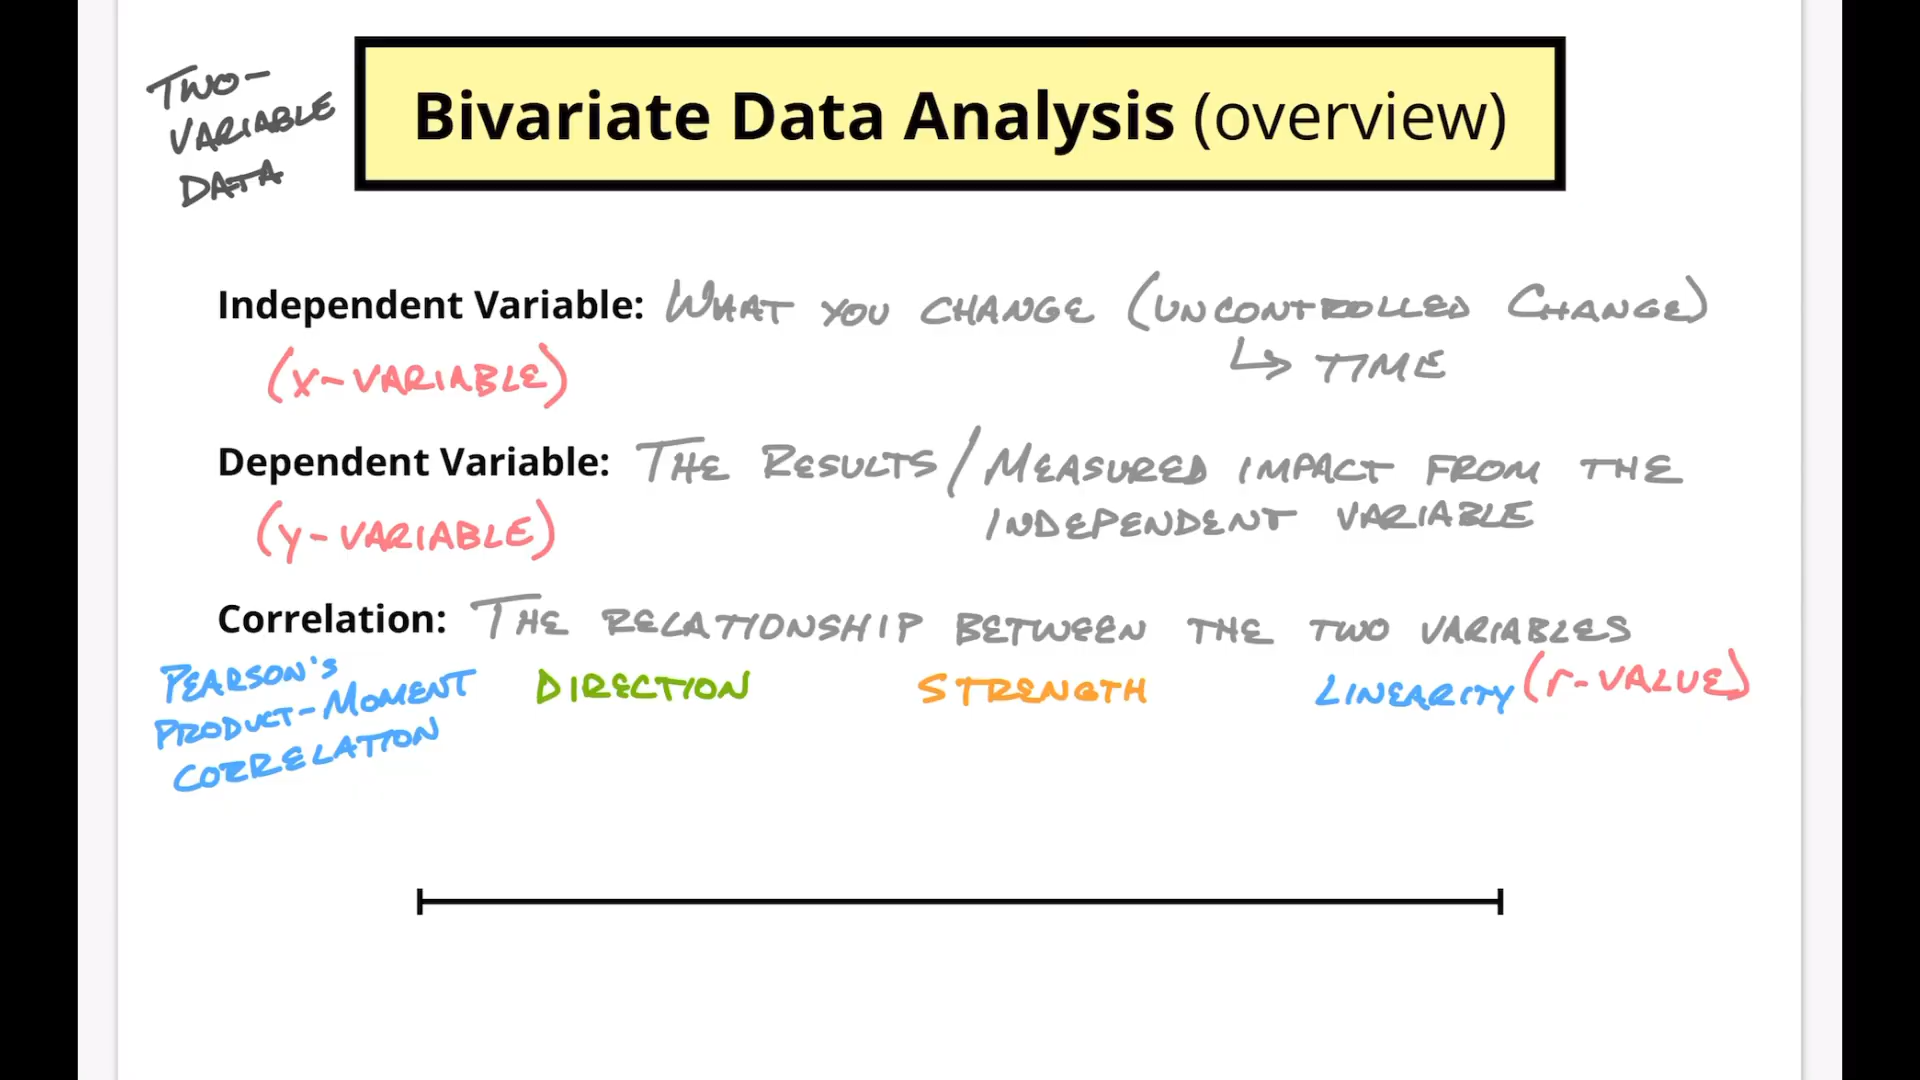 TWO-
VARIABLE
DATA
Bivariate Data Analysis (overview)
Independent Variable: WHAT YOU CHANGE (UNCONTROLLED CHANGE)
(x-VARIABLE)
↳ TIME
Dependent Variable: THE RESULTS/MEASURED IMPACT FROM THE
INDEPENDENT VARIABLE
(y-VARIABLE)
Correlation: THE RELATIONSHIP BETWEEN THE TWO VARIABLES
PEARSON'S
PRODUCT-MOMENT
CORRELATION
DIRECTION STRENGTH LINEARITY (r-VALUE)